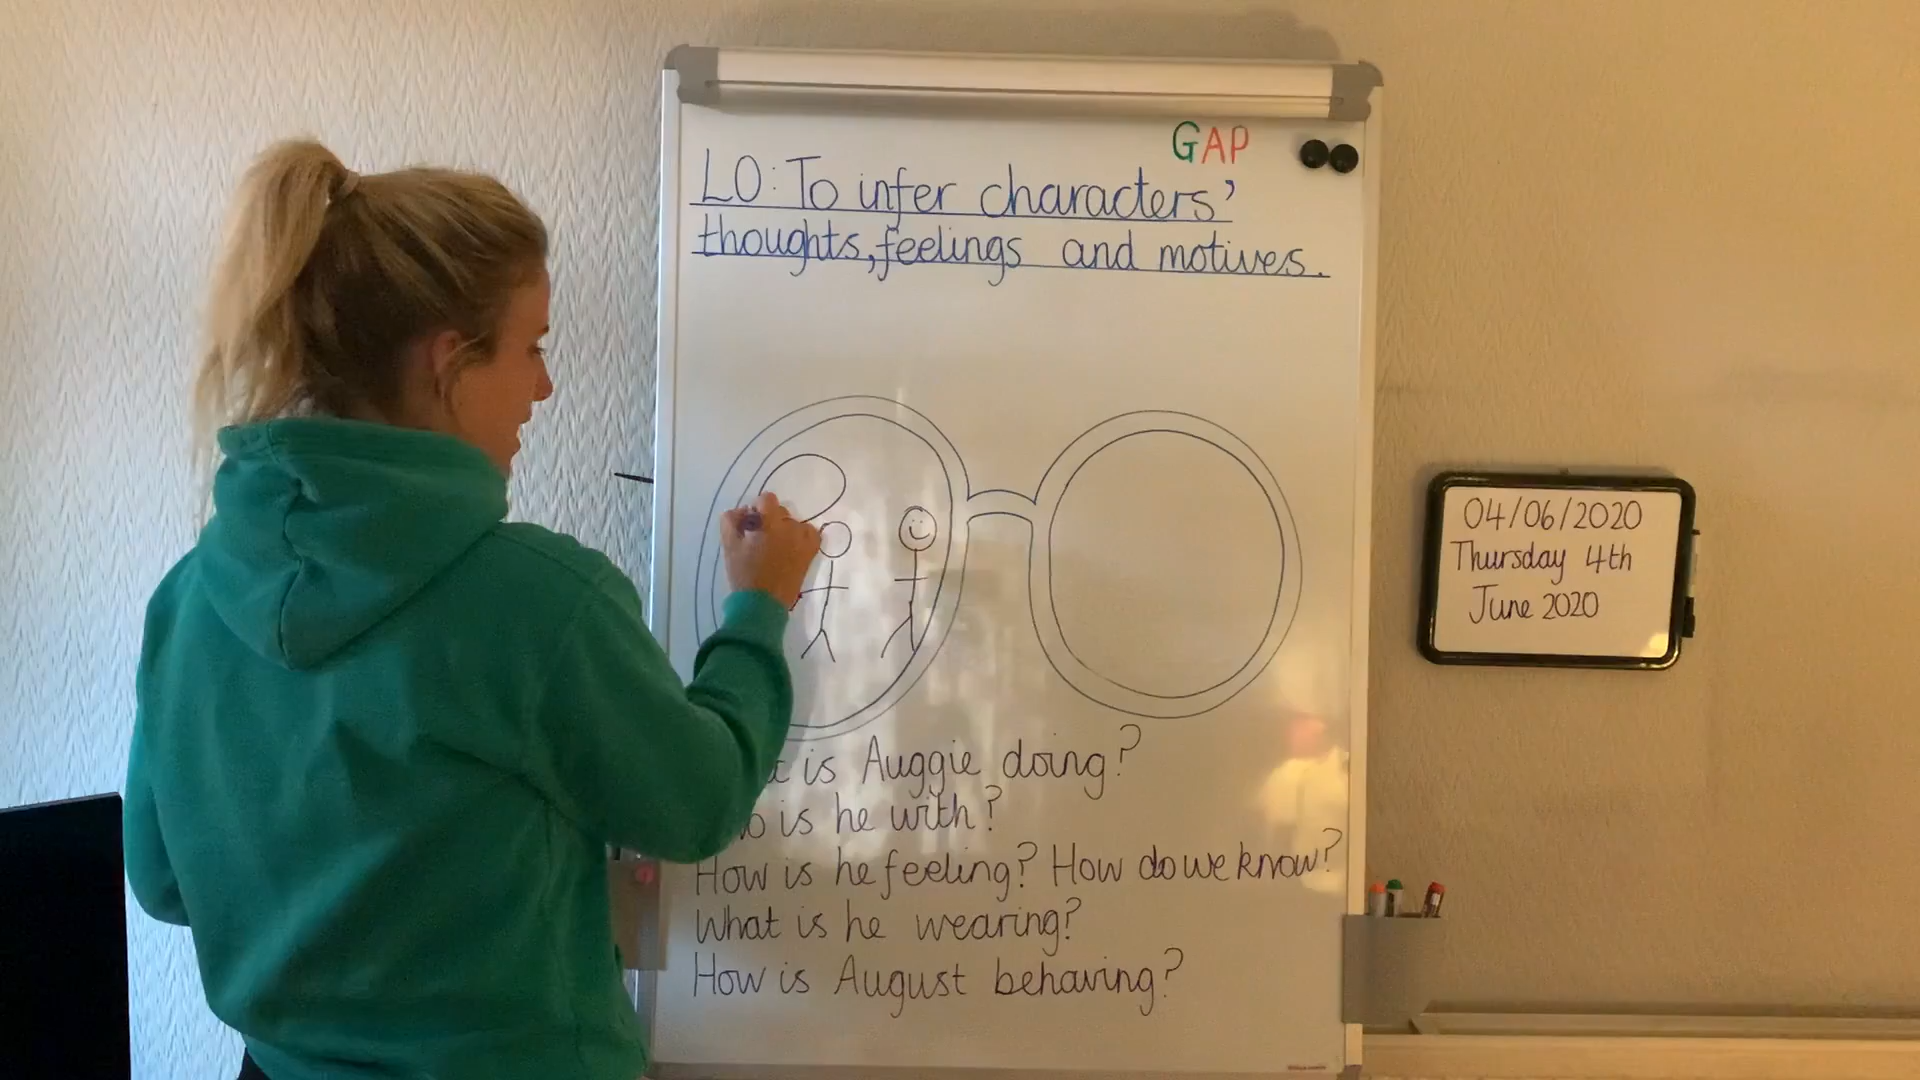 GAP
LO: To infer characters'
thoughts, feelings and motives.
is Auggie doing?
is he with?
How is he feeling? How do we know?
What is he wearing?
How is August behaving?
04/06/2020
Thursday 4th
June 2020